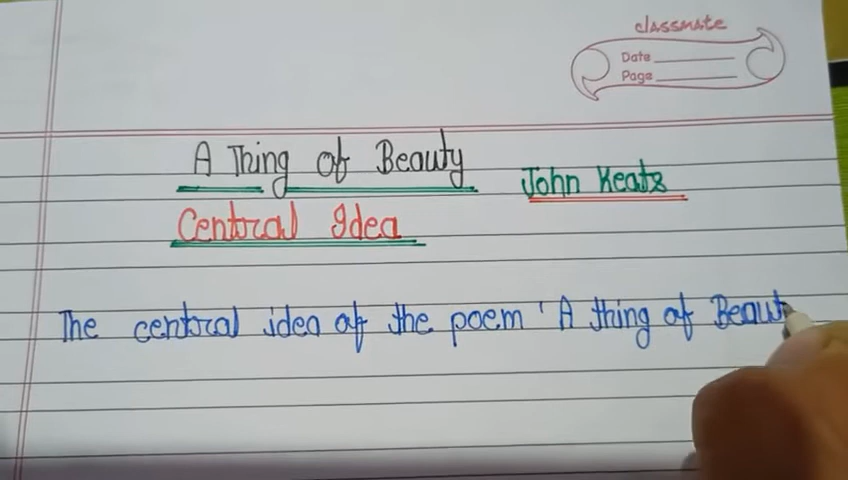 classmate
Date
Page
A Thing of Beauty
John Keats
Central Idea
The central idea of the poem 'A thing of Beaut